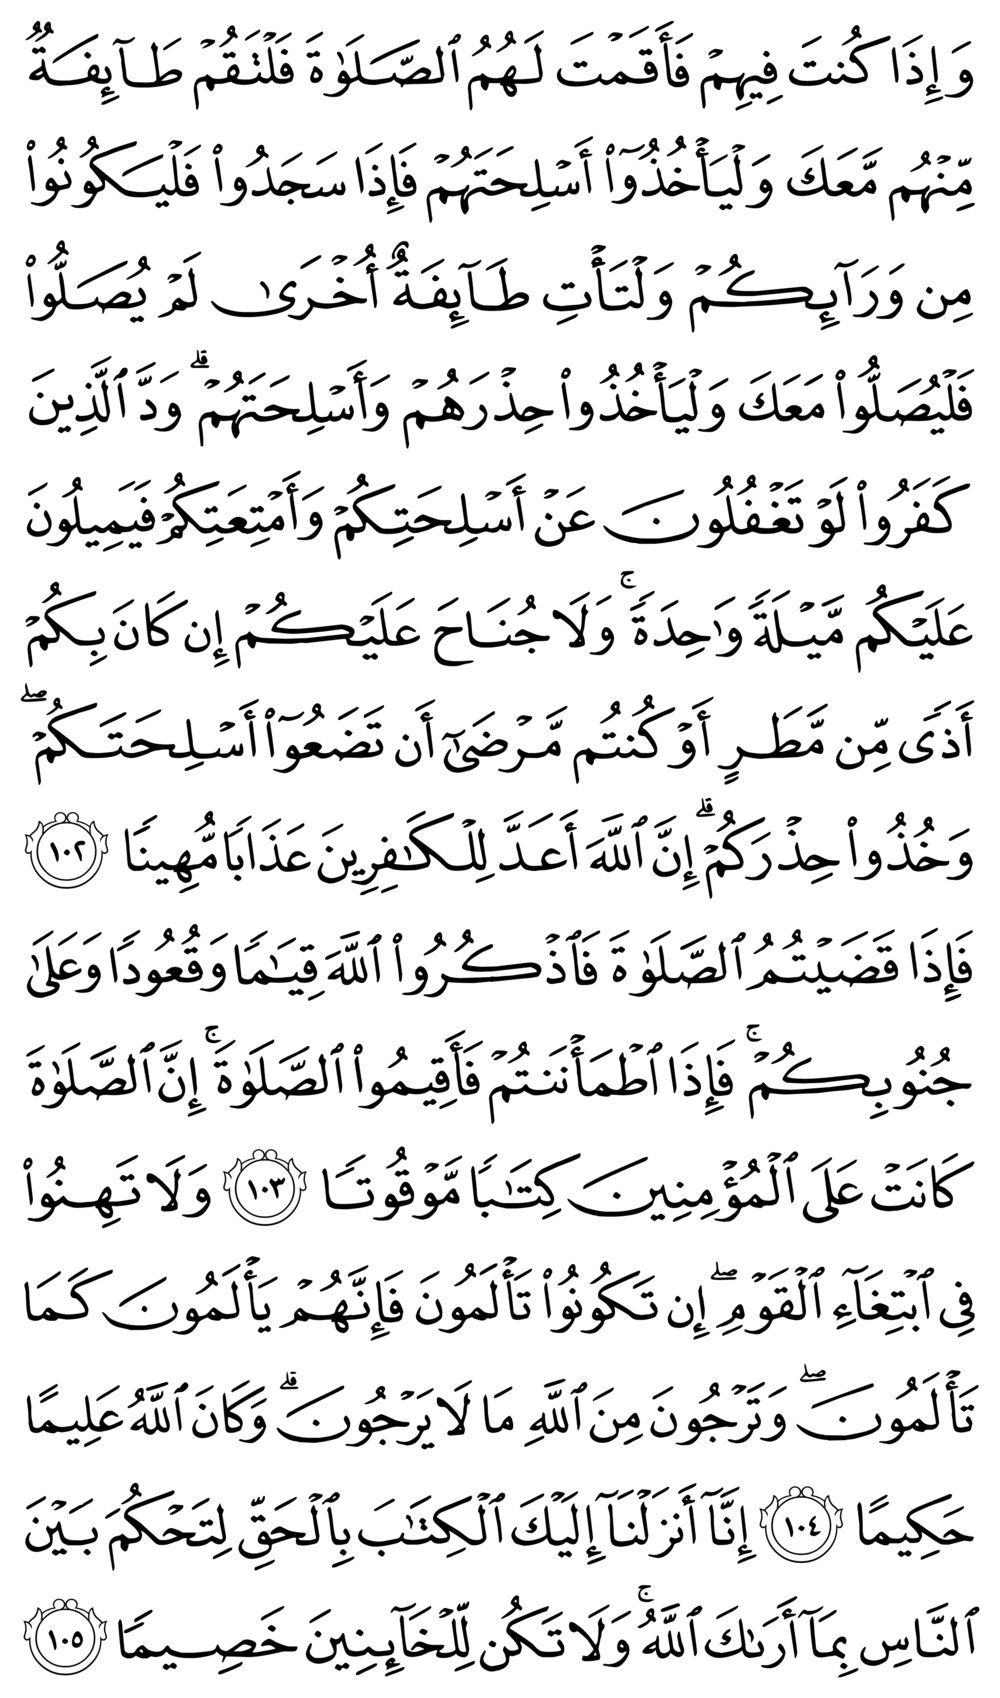 وَإِذَا كُنتَ فِيهِمْ فَأَقَمْتَ لَهُمُ ٱلصَّلَوٰةَ فَلْتَقُمْ طَآئِفَةٌ
مِّنْهُم مَّعَكَ وَلْيَأْخُذُوٓا۟ أَسْلِحَتَهُمْ فَإِذَا سَجَدُوا۟ فَلْيَكُونُوا۟
مِن وَرَآئِكُمْ وَلْتَأْتِ طَآئِفَةٌ أُخْرَىٰ لَمْ يُصَلُّوا۟
فَلْيُصَلُّوا۟ مَعَكَ وَلْيَأْخُذُوا۟ حِذْرَهُمْ وَأَسْلِحَتَهُمْ ۗ وَدَّ ٱلَّذِينَ
كَفَرُوا۟ لَوْ تَغْفُلُونَ عَنْ أَسْلِحَتِكُمْ وَأَمْتِعَتِكُمْ فَيَمِيلُونَ
عَلَيْكُم مَّيْلَةً وَٰحِدَةً ۚ وَلَا جُنَاحَ عَلَيْكُمْ إِن كَانَ بِكُمْ
أَذًى مِّن مَّطَرٍ أَوْ كُنتُم مَّرْضَىٰٓ أَن تَضَعُوٓا۟ أَسْلِحَتَكُمْ ۖ
وَخُذُوا۟ حِذْرَكُمْ ۗ إِنَّ ٱللَّهَ أَعَدَّ لِلْكَٰفِرِينَ عَذَابًا مُّهِينًا ١٠٢
فَإِذَا قَضَيْتُمُ ٱلصَّلَوٰةَ فَٱذْكُرُوا۟ ٱللَّهَ قِيَٰمًا وَقُعُودًا وَعَلَىٰ
جُنُوبِكُمْ ۚ فَإِذَا ٱطْمَأْنَنتُمْ فَأَقِيمُوا۟ ٱلصَّلَوٰةَ ۚ إِنَّ ٱلصَّلَوٰةَ
كَانَتْ عَلَى ٱلْمُؤْمِنِينَ كِتَٰبًا مَّوْقُوتًا ١٠٣ وَلَا تَهِنُوا۟
فِى ٱبْتِغَآءِ ٱلْقَوْمِ ۖ إِن تَكُونُوا۟ تَأْلَمُونَ فَإِنَّهُمْ يَأْلَمُونَ كَمَا
تَأْلَمُونَ ۖ وَتَرْجُونَ مِنَ ٱللَّهِ مَا لَا يَرْجُونَ ۗ وَكَانَ ٱللَّهُ عَلِيمًا
حَكِيمًا ١٠٤ إِنَّآ أَنزَلْنَآ إِلَيْكَ ٱلْكِتَٰبَ بِٱلْحَقِّ لِتَحْكُمَ بَيْنَ
ٱلنَّاسِ بِمَآ أَرَىٰكَ ٱللَّهُ ۚ وَلَا تَكُن لِّلْخَآئِنِينَ خَصِيمًا ١٠٥